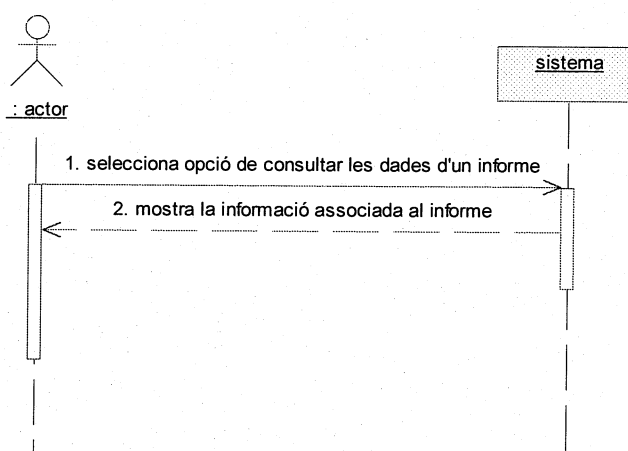 sistema
: actor
1. selecciona opció de consultar les dades d'un informe
2. mostra la informació associada al informe